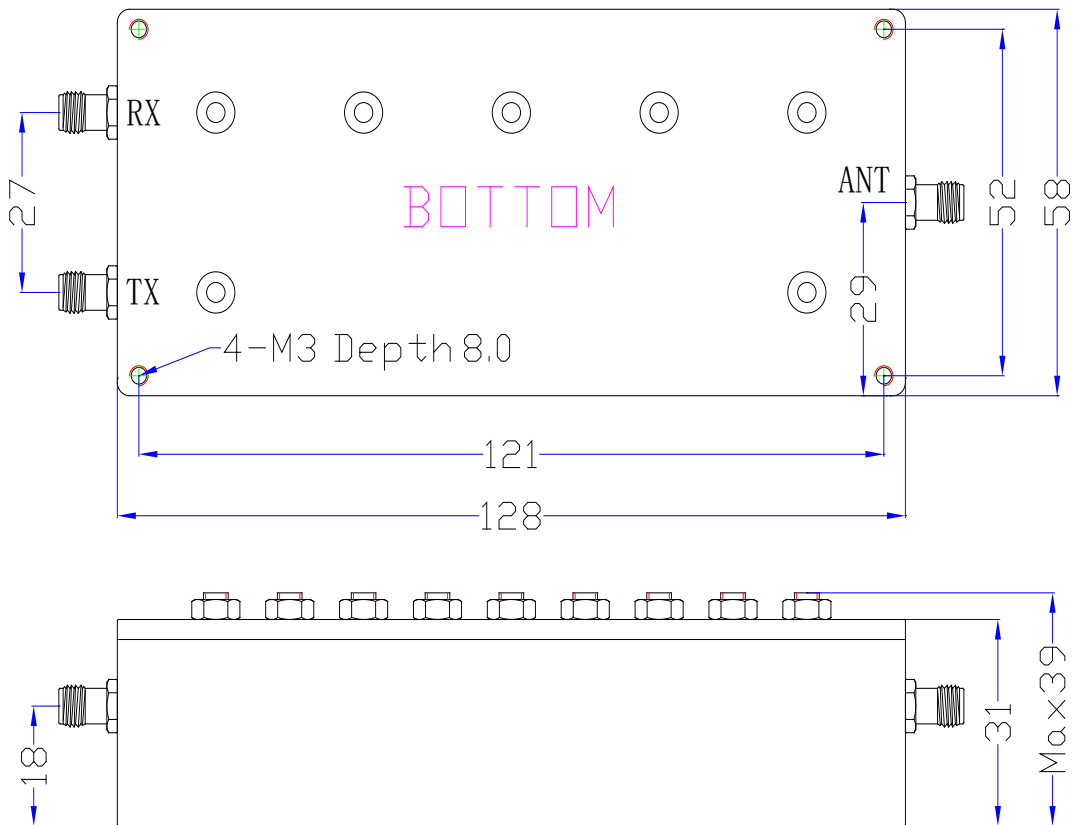 RX
ANT
BOTTOM
27
52
58
TX
29
4-M3 Depth 8.0
121
128
18
31
Max39